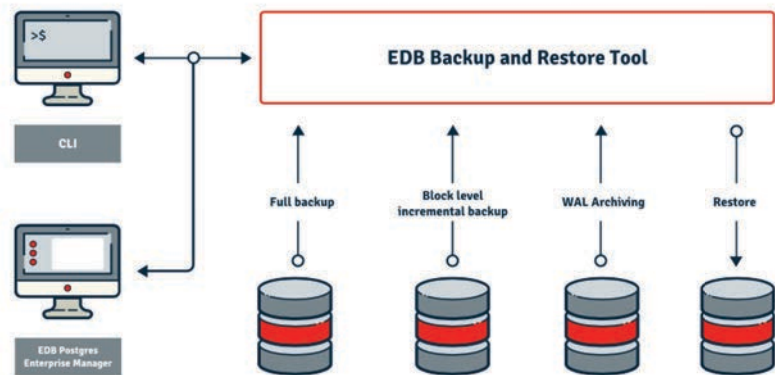 >$
EDB Backup and Restore Tool
CLI
Full backup
Block level
incremental backup
WAL Archiving
Restore
EDB Postgres
Enterprise Manager